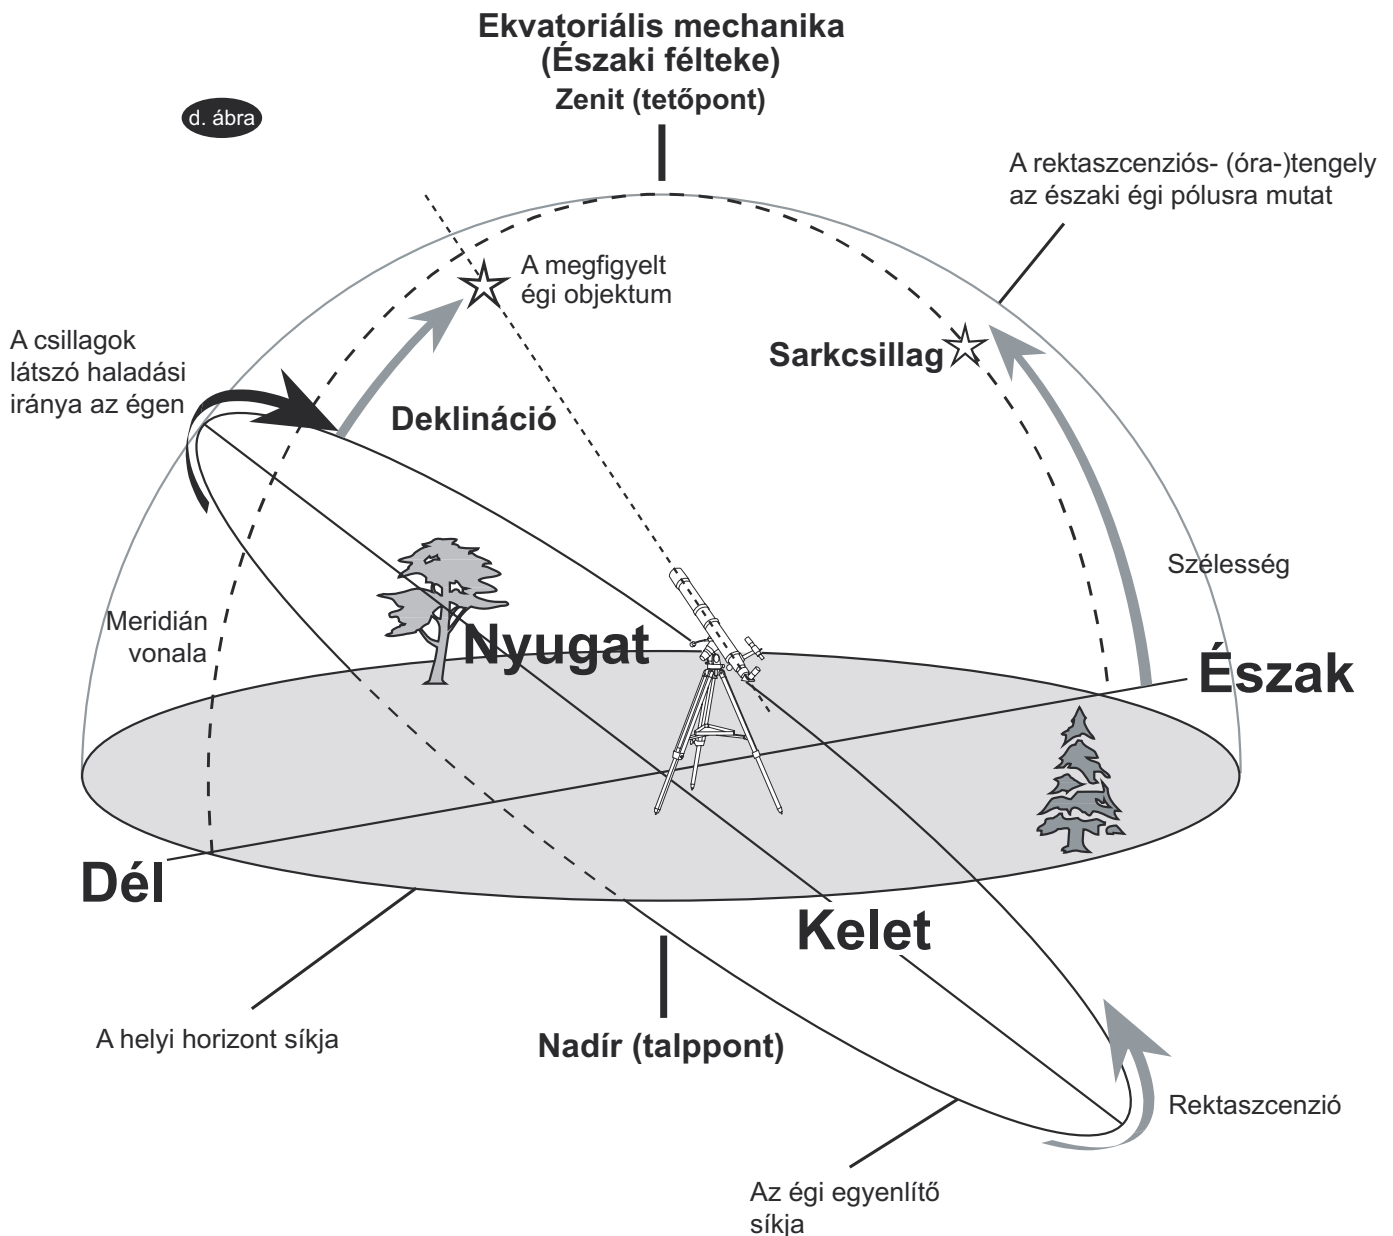 Ekvatoriális mechanika
(Északi félteke)
Zenit (tetőpont)
d. ábra
A rektaszcenziós- (óra-)tengely
az északi égi pólusra mutat
A megfigyelt
égi objektum
A csillagok
látszó haladási
iránya az égen
Sarkcsillag
Deklináció
Szélesség
Meridián
vonala
Nyugat
Észak
Dél
Kelet
A helyi horizont síkja
Nadír (talppont)
Rektaszcenzió
Az égi egyenlítő
síkja